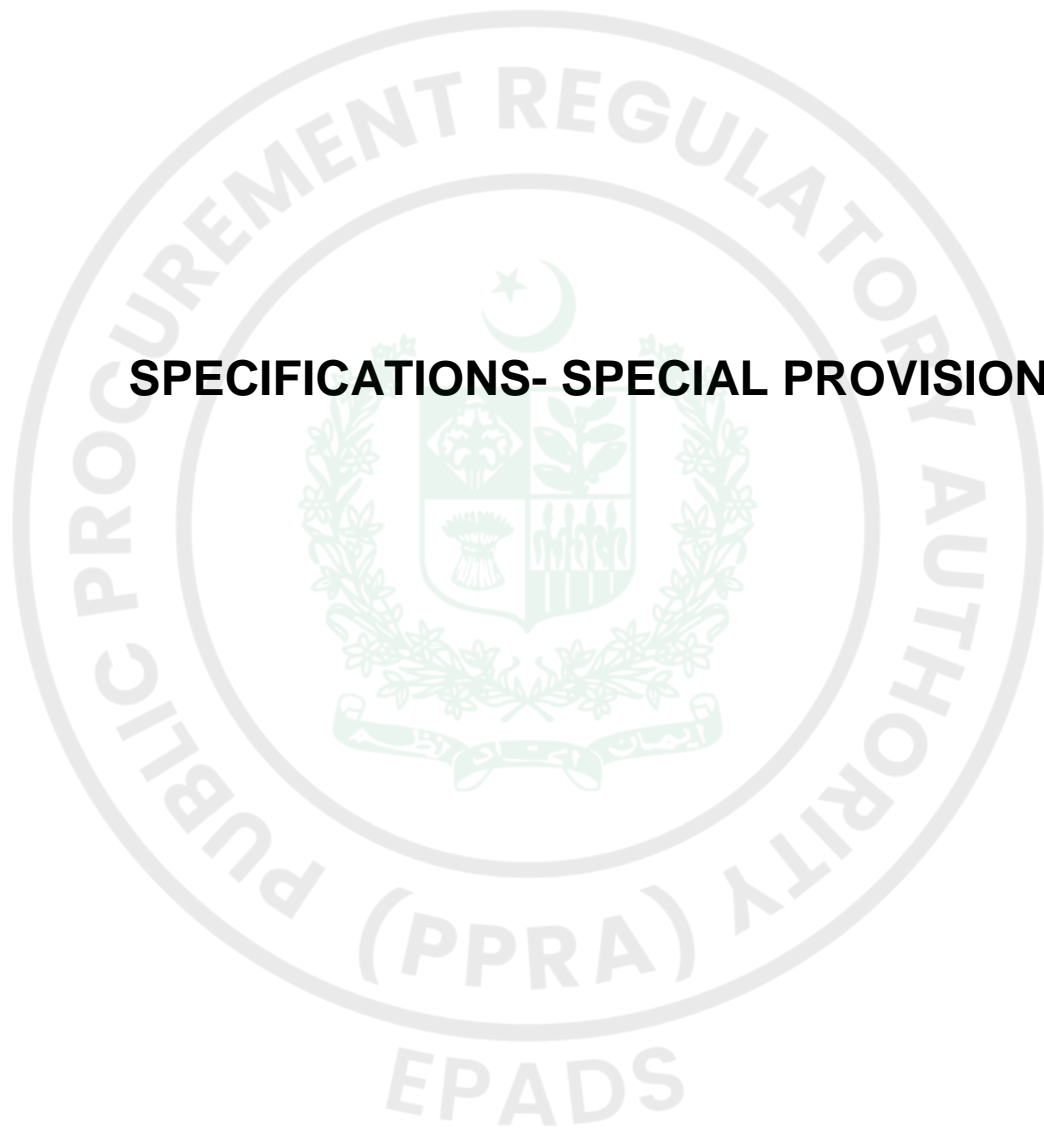 SPECIFICATIONS- SPECIAL PROVISION
PUBLIC PROCUREMENT REGULATORY AUTHORITY
(PPRA)
EPADS